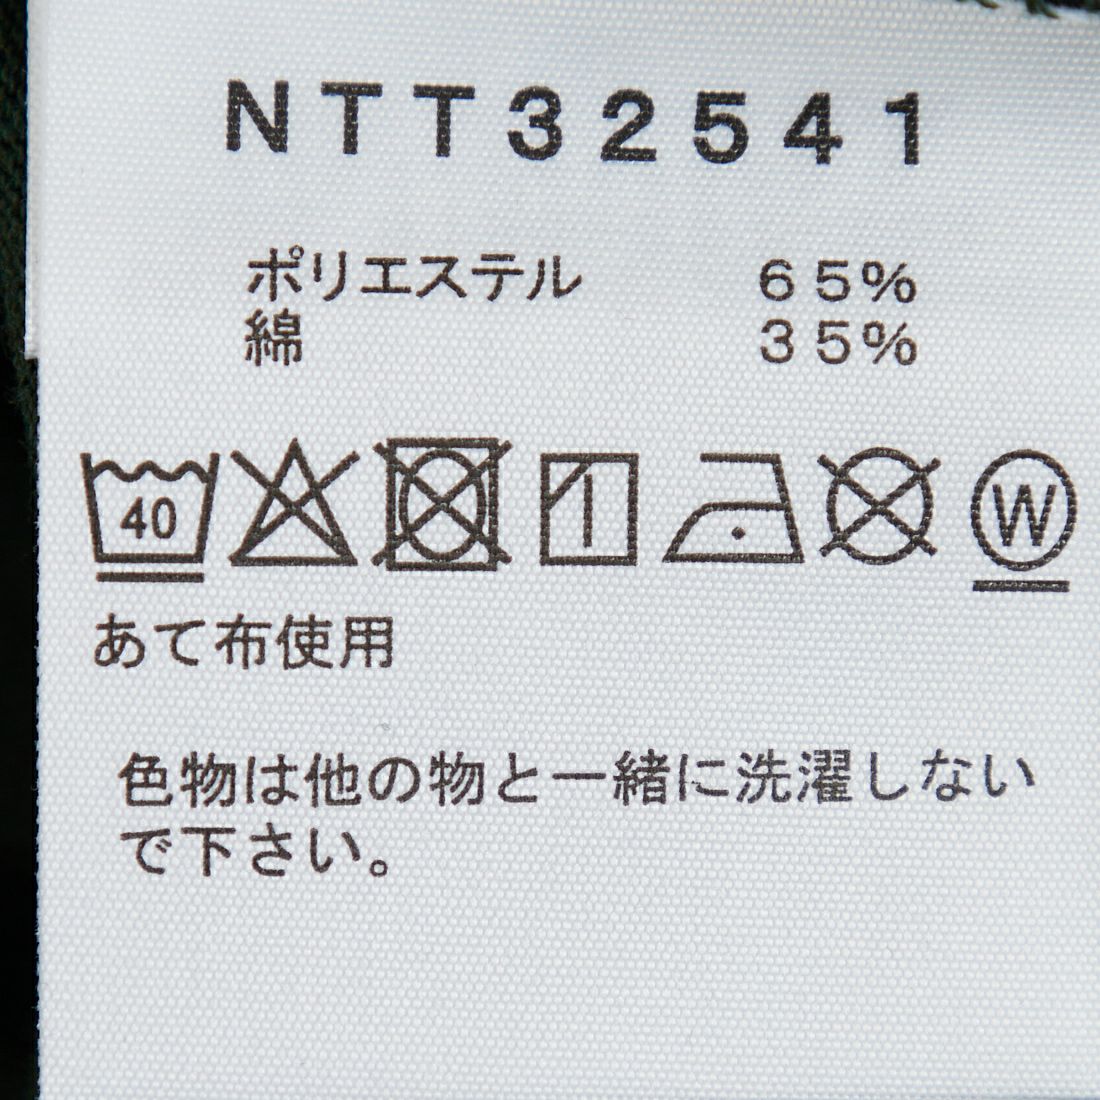 NTT32541
ポリエステル 65%
綿 35%
40 W
あて布使用
色物は他の物と一緒に洗濯しない
で下さい。